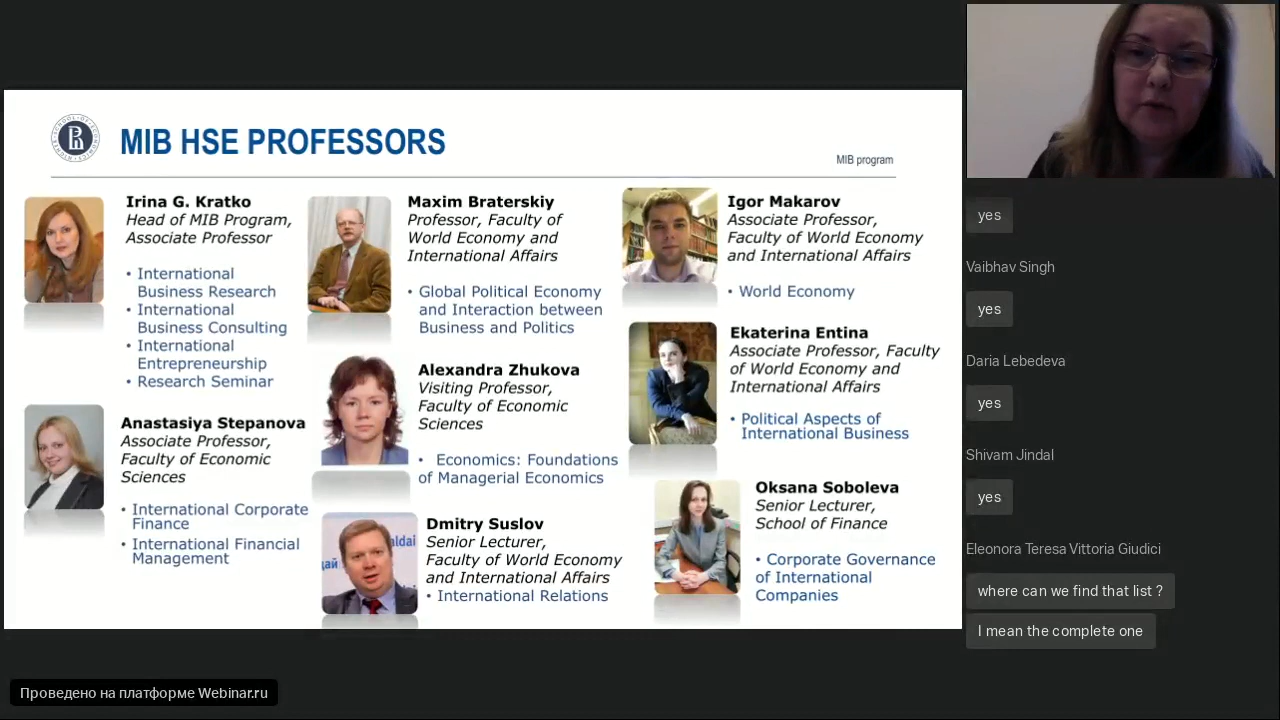 MIB HSE PROFESSORS
MIB program
Irina G. Kratko
Head of MIB Program,
Associate Professor
• International
Business Research
• International
Business Consulting
• International
Entrepreneurship
• Research Seminar
Anastasiya Stepanova
Associate Professor,
Faculty of Economic
Sciences
• International Corporate
Finance
• International Financial
Management
Maxim Braterskiy
Professor, Faculty of
World Economy and
International Affairs
• Global Political Economy
and Interaction between
Business and Politics
Alexandra Zhukova
Visiting Professor,
Faculty of Economic
Sciences
• Economics: Foundations
of Managerial Economics
Dmitry Suslov
Senior Lecturer,
Faculty of World Economy
and International Affairs
• International Relations
Igor Makarov
Associate Professor,
Faculty of World Economy
and International Affairs
• World Economy
Ekaterina Entina
Associate Professor, Faculty
of World Economy and
International Affairs
• Political Aspects of
International Business
Oksana Soboleva
Senior Lecturer,
School of Finance
• Corporate Governance
of International
Companies
yes
Vaibhav Singh
yes
Daria Lebedeva
yes
Shivam Jindal
yes
Eleonora Teresa Vittoria Giudici
where can we find that list ?
I mean the complete one
Проведено на платформе Webinar.ru